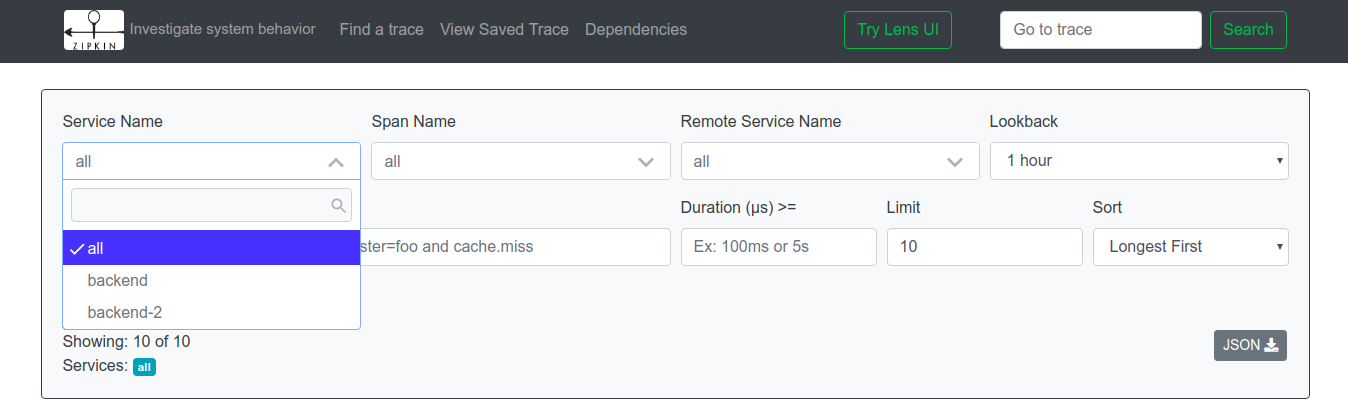 ZIPKIN Investigate system behavior Find a trace View Saved Trace Dependencies Try Lens UI Go to trace Search
Service Name Span Name Remote Service Name Lookback
all all all 1 hour
Duration (μs) >= Limit Sort
all ster=foo and cache.miss Ex: 100ms or 5s 10 Longest First
backend
backend-2
Showing: 10 of 10 JSON
Services: all